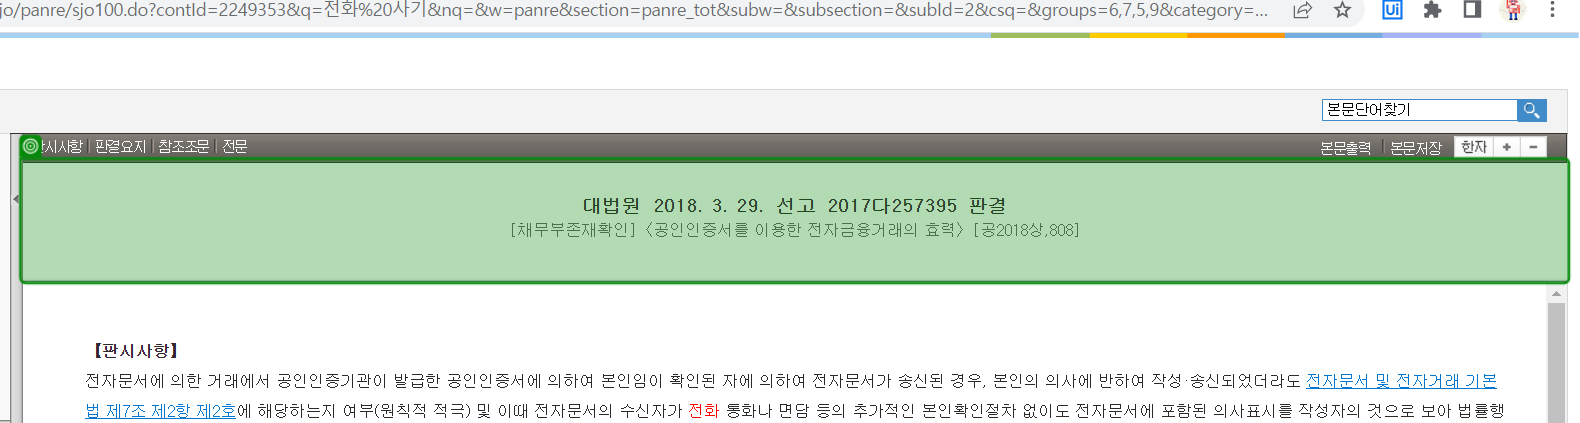 jo/panre/sjo100.do?contId=2249353&q=전화%20사기&nq=&w=panre&section=panre_tot&subw=&subsection=&subId=2&csq=&groups=6,7,5,9&category=...
Ui
본문단어찾기
판시사항 판결요지 참조조문 전문 본문출력 본문저장 한자 + -
대법원 2018. 3. 29. 선고 2017다257395 판결
[채무부존재확인]〈공인인증서를 이용한 전자금융거래의 효력〉[공2018상,808]
【판시사항】
전자문서에 의한 거래에서 공인인증기관이 발급한 공인인증서에 의하여 본인임이 확인된 자에 의하여 전자문서가 송신된 경우, 본인의 의사에 반하여 작성·송신되었더라도 전자문서 및 전자거래 기본
법 제7조 제2항 제2호에 해당하는지 여부(원칙적 적극) 및 이때 전자문서의 수신자가 전화 통화나 면담 등의 추가적인 본인확인절차 없이도 전자문서에 포함된 의사표시를 작성자의 것으로 보아 법률행